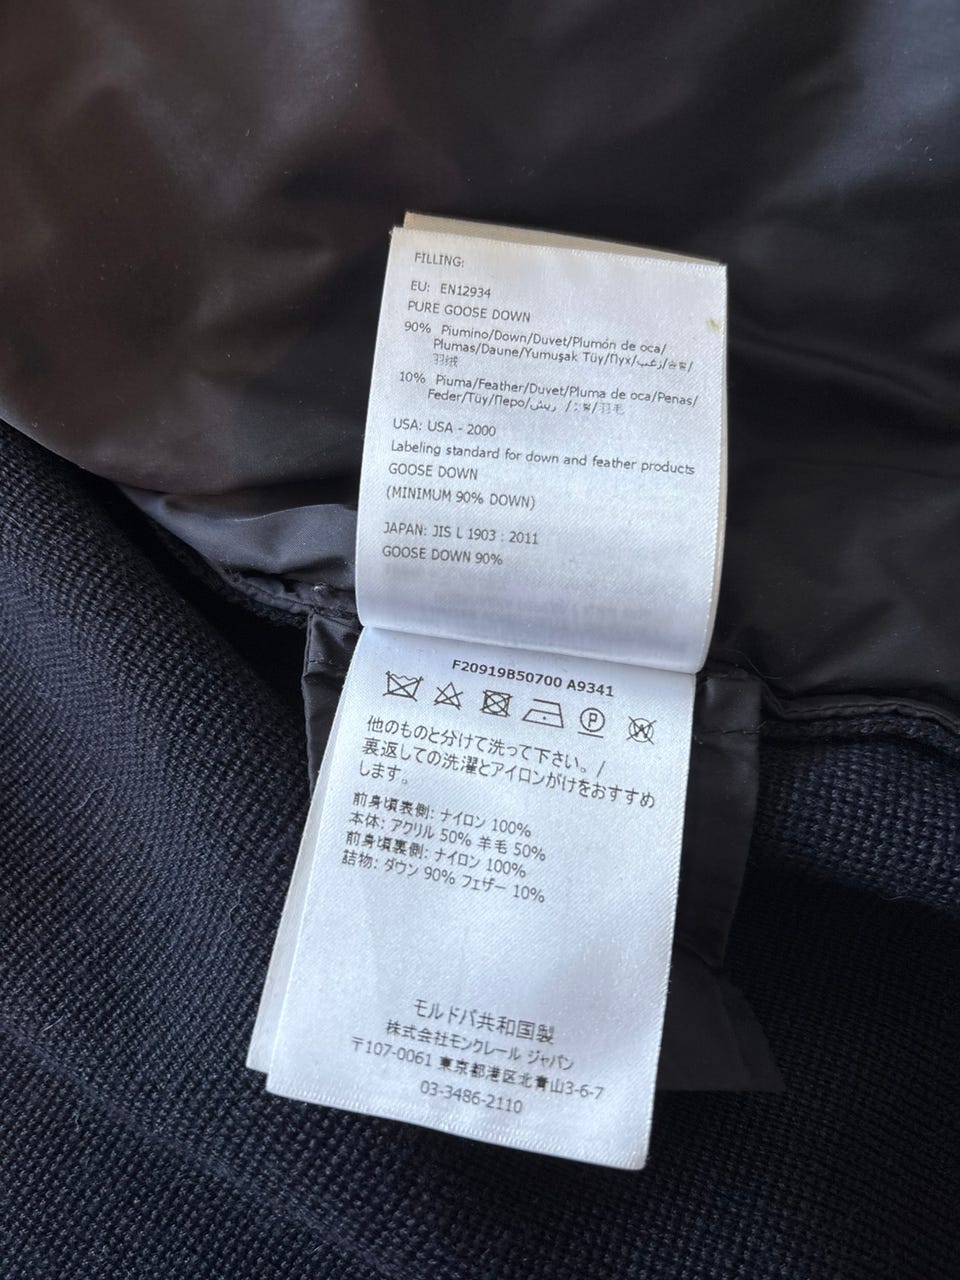 FILLING:
EU: EN12934
PURE GOOSE DOWN
90% Piumino/Down/Duvet/Plumón de oca/
Plumas/Daune/Yumuşak Tüy/Пух/زغب/
羽绒
10% Piuma/Feather/Duvet/Pluma de oca/Penas/
Feder/Tüy/Перо/ريش/羽毛
USA: USA - 2000
Labeling standard for down and feather products
GOOSE DOWN
(MINIMUM 90% DOWN)
JAPAN: JIS L 1903 : 2011
GOOSE DOWN 90%
F20919B50700 A9341
P
W
他のものと分けて洗って下さい。/
裏返しての洗濯とアイロンがけをおすすめ
します。
前身頃表側: ナイロン 100%
本体: アクリル 50% 羊毛 50%
前身頃裏側: ナイロン 100%
詰物: ダウン 90% フェザー 10%
モルドバ共和国製
株式会社モンクレール ジャパン
〒107-0061 東京都港区北青山3-6-7
03-3486-2110